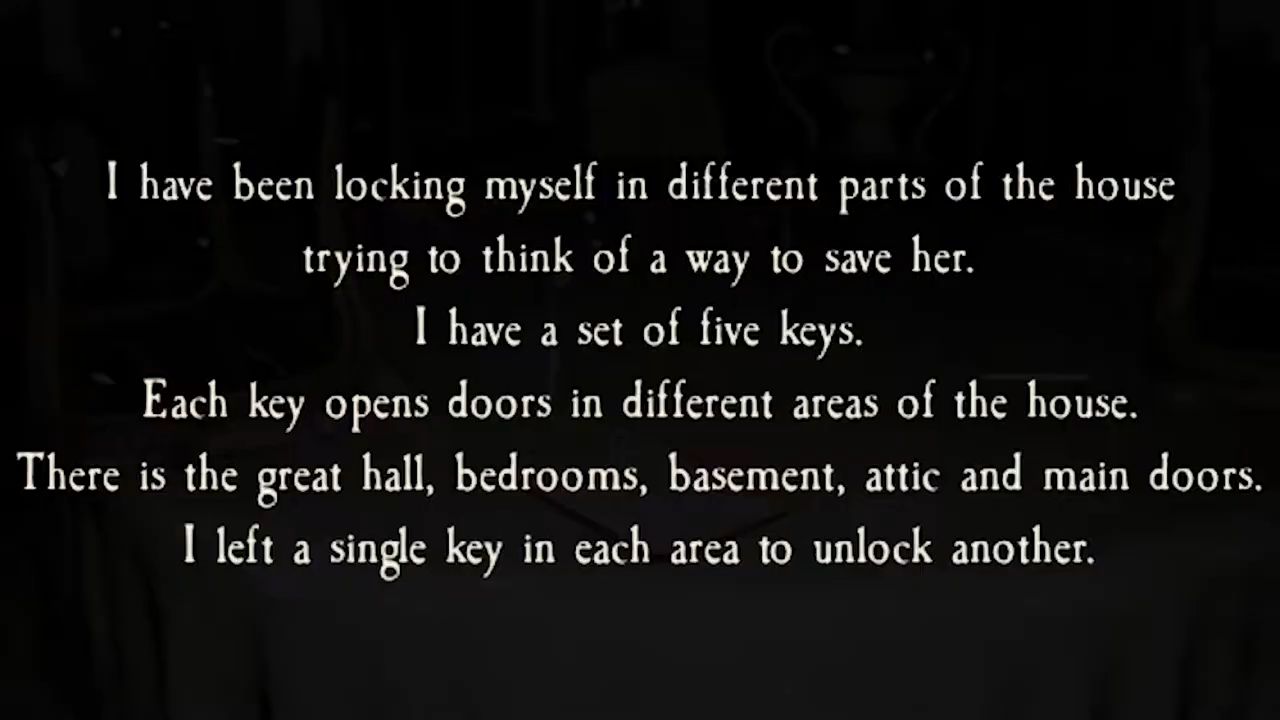 I have been locking myself in different parts of the house
trying to think of a way to save her.
I have a set of five keys.
Each key opens doors in different areas of the house.
There is the great hall, bedrooms, basement, attic and main doors.
I left a single key in each area to unlock another.